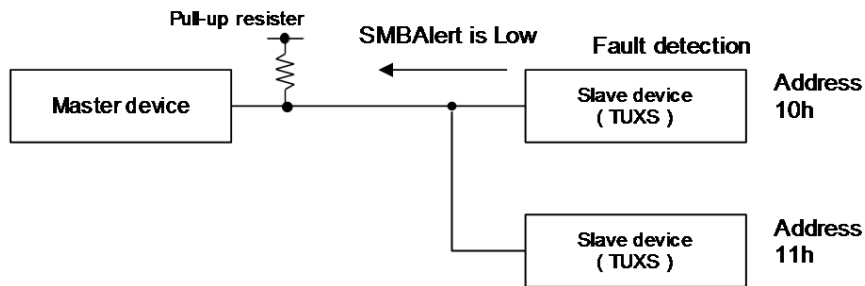 Pull-up resister
SMBAlert is Low
Fault detection
Master device
Slave device
( TUXS )
Address
10h
Slave device
( TUXS )
Address
11h